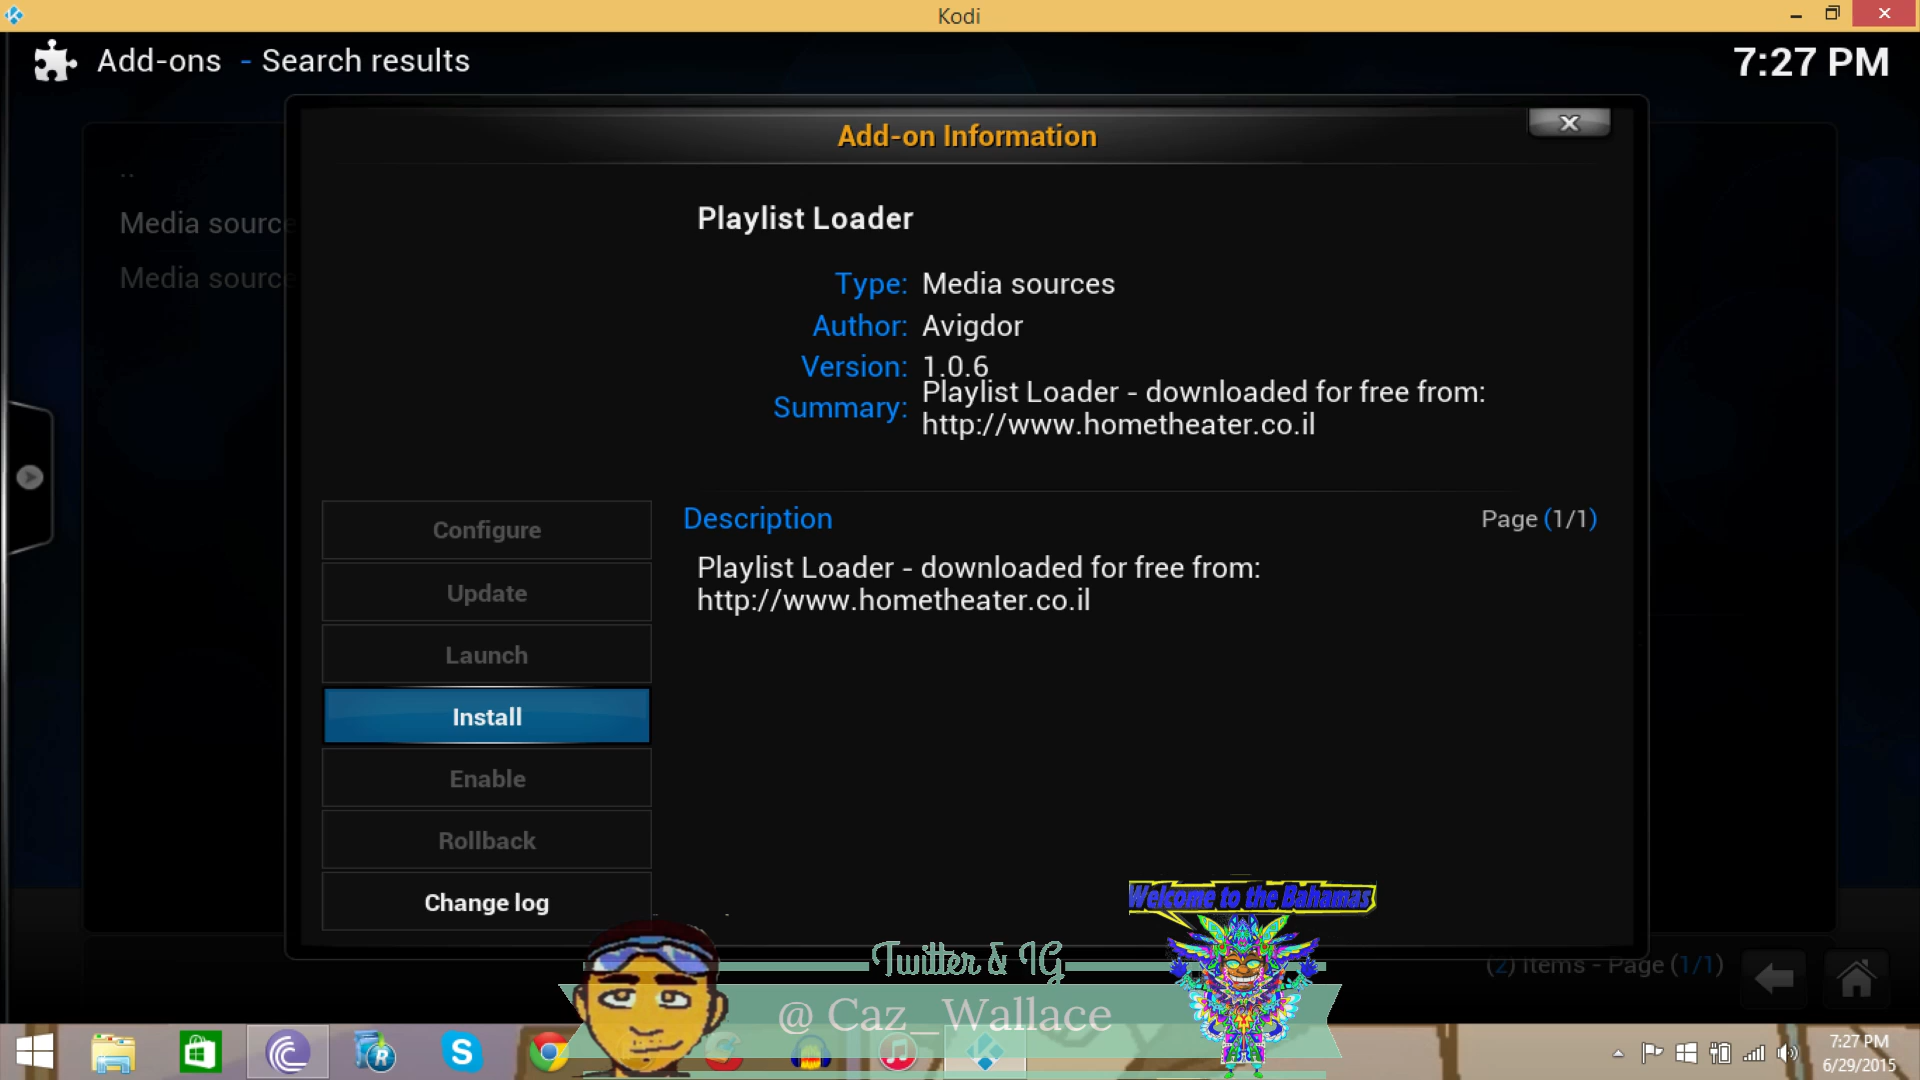 Kodi
Add-ons - Search results
7:27 PM
Add-on Information
..
Media source
Media source
Playlist Loader
Type: Media sources
Author: Avigdor
Version: 1.0.6
Summary: Playlist Loader - downloaded for free from:
http://www.hometheater.co.il
Configure
Update
Launch
Install
Enable
Rollback
Change log
Description
Page (1/1)
Playlist Loader - downloaded for free from:
http://www.hometheater.co.il
Welcome to the Bahamas
Twitter & IG
@ Caz_Wallace
(2) Items - Page (1/1)
7:27 PM
6/29/2015